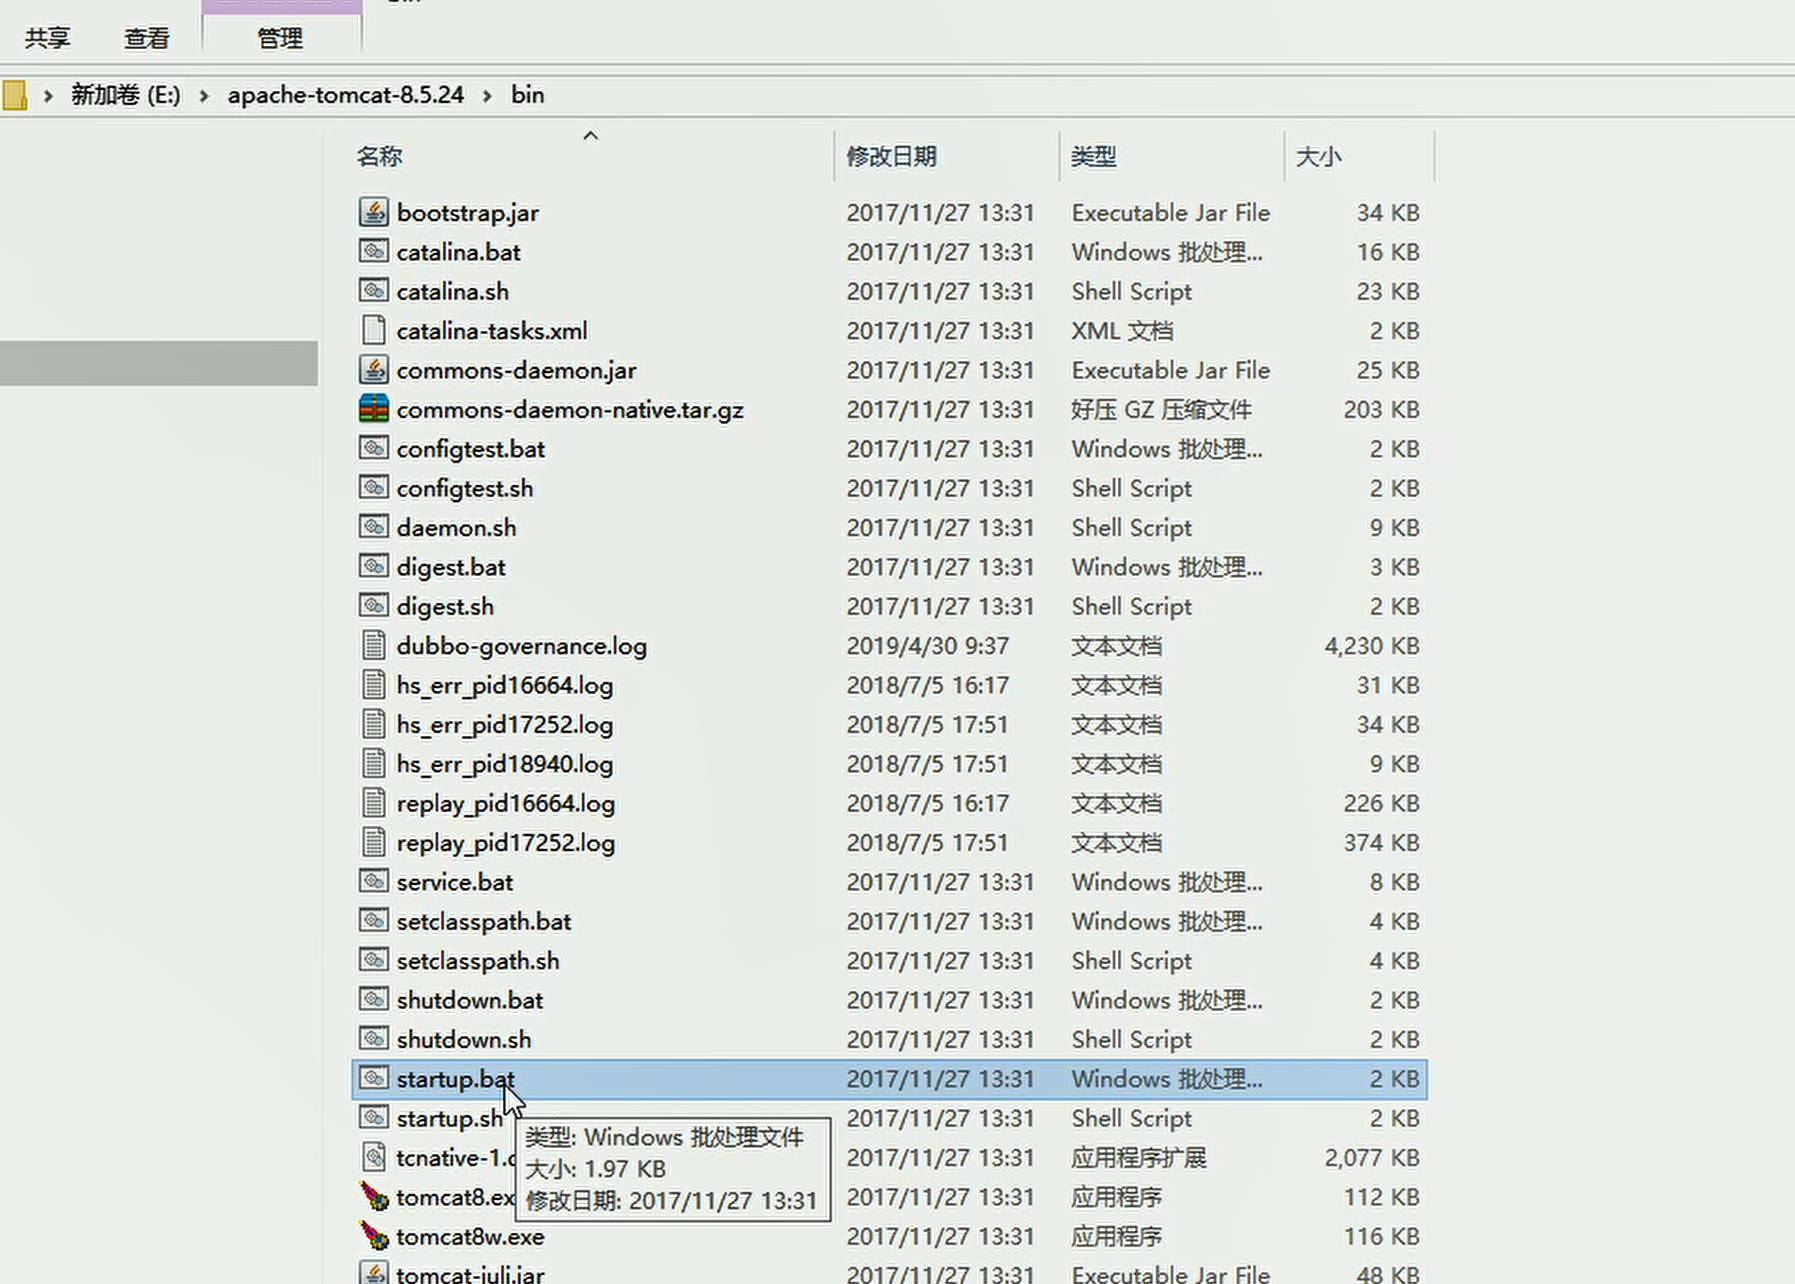 共享 查看 管理
新加卷 (E:) > apache-tomcat-8.5.24 > bin
名称 修改日期 类型 大小
bootstrap.jar 2017/11/27 13:31 Executable Jar File 34 KB
catalina.bat 2017/11/27 13:31 Windows 批处理... 16 KB
catalina.sh 2017/11/27 13:31 Shell Script 23 KB
catalina-tasks.xml 2017/11/27 13:31 XML 文档 2 KB
commons-daemon.jar 2017/11/27 13:31 Executable Jar File 25 KB
commons-daemon-native.tar.gz 2017/11/27 13:31 好压 GZ 压缩文件 203 KB
configtest.bat 2017/11/27 13:31 Windows 批处理... 2 KB
configtest.sh 2017/11/27 13:31 Shell Script 2 KB
daemon.sh 2017/11/27 13:31 Shell Script 9 KB
digest.bat 2017/11/27 13:31 Windows 批处理... 3 KB
digest.sh 2017/11/27 13:31 Shell Script 2 KB
dubbo-governance.log 2019/4/30 9:37 文本文档 4,230 KB
hs_err_pid16664.log 2018/7/5 16:17 文本文档 31 KB
hs_err_pid17252.log 2018/7/5 17:51 文本文档 34 KB
hs_err_pid18940.log 2018/7/5 17:51 文本文档 9 KB
replay_pid16664.log 2018/7/5 16:17 文本文档 226 KB
replay_pid17252.log 2018/7/5 17:51 文本文档 374 KB
service.bat 2017/11/27 13:31 Windows 批处理... 8 KB
setclasspath.bat 2017/11/27 13:31 Windows 批处理... 4 KB
setclasspath.sh 2017/11/27 13:31 Shell Script 4 KB
shutdown.bat 2017/11/27 13:31 Windows 批处理... 2 KB
shutdown.sh 2017/11/27 13:31 Shell Script 2 KB
startup.bat 2017/11/27 13:31 Windows 批处理... 2 KB
startup.sh 2017/11/27 13:31 Shell Script 2 KB
类型: Windows 批处理文件
tcnative-1. 2017/11/27 13:31 应用程序扩展 2,077 KB
大小: 1.97 KB
tomcat8.ex 2017/11/27 13:31 应用程序 112 KB
修改日期: 2017/11/27 13:31
tomcat8w.exe 2017/11/27 13:31 应用程序 116 KB
tomcat-juli.jar 2017/11/27 13:31 Executable Jar File 48 KB